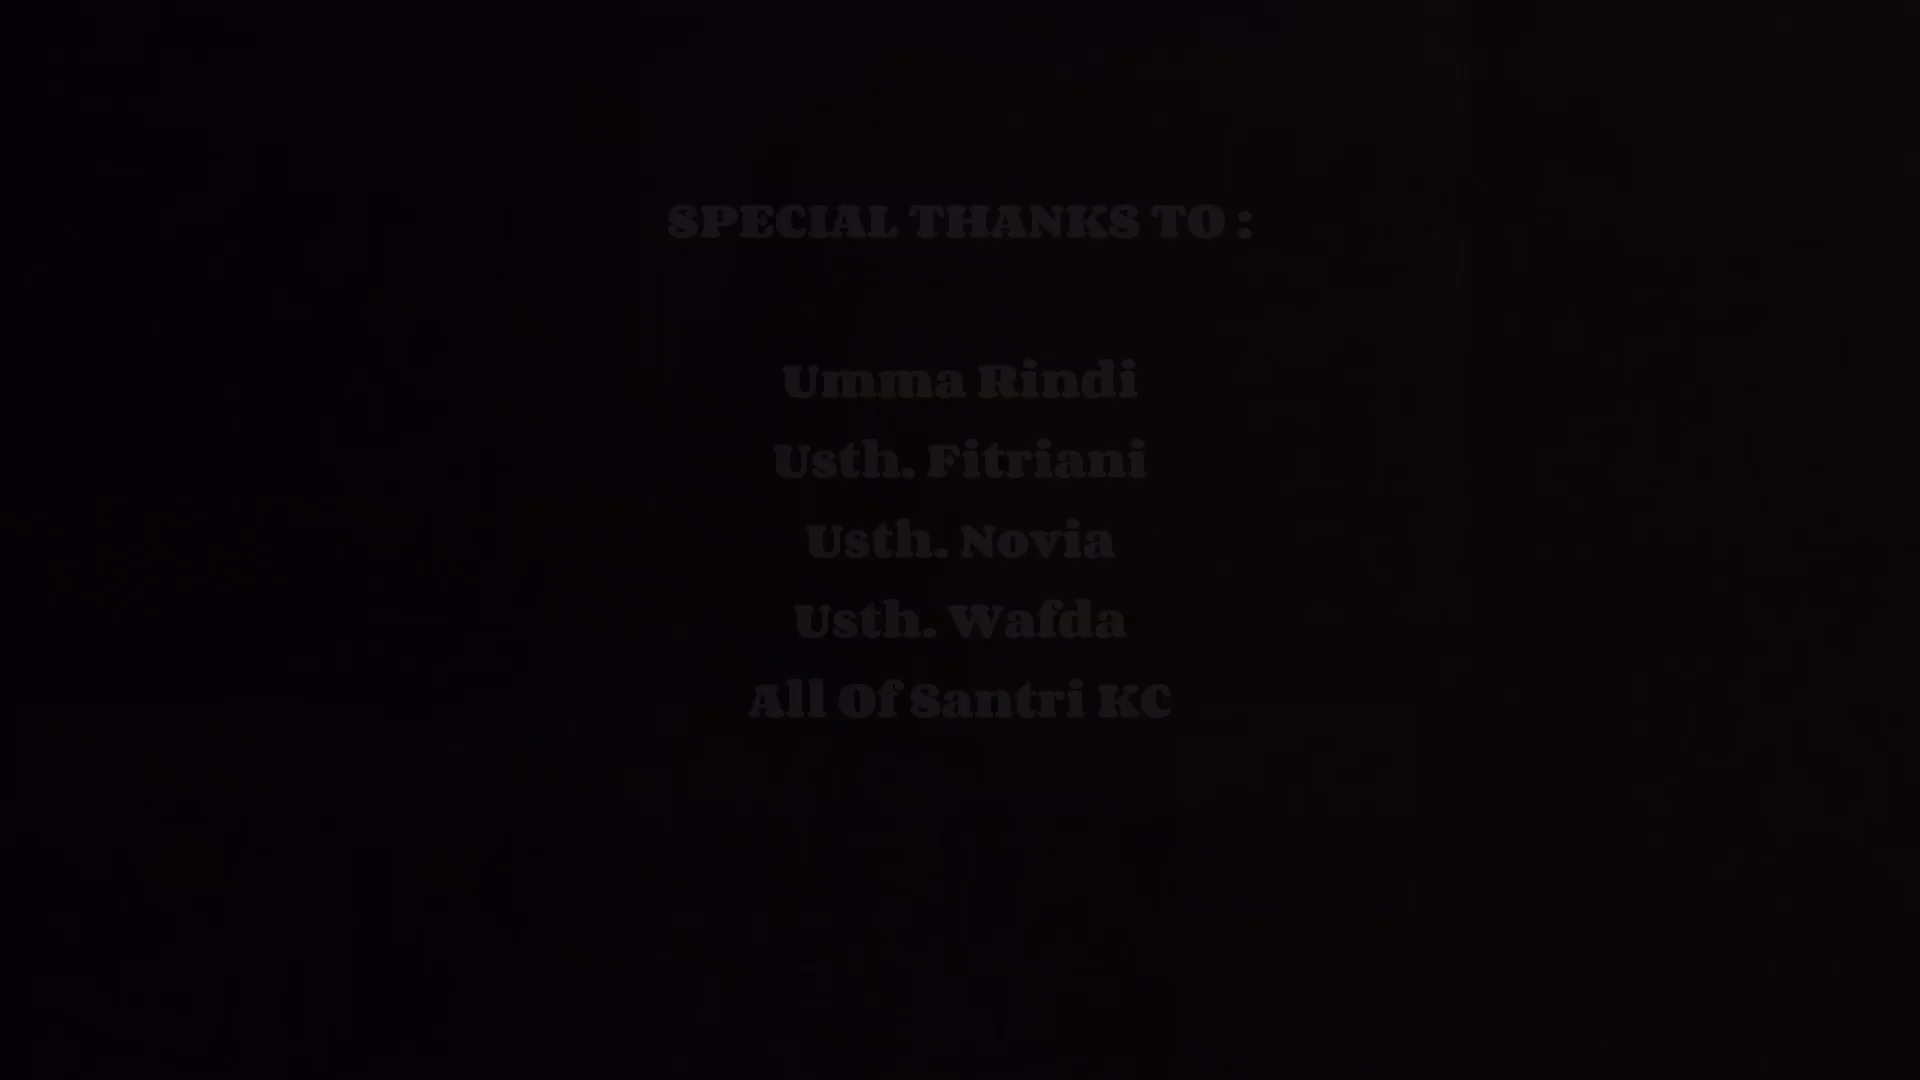 SPECIAL THANKS TO :
Umma Rindi
Usth. Fitriani
Usth. Novia
Usth. Wafda
All Of Santri KC